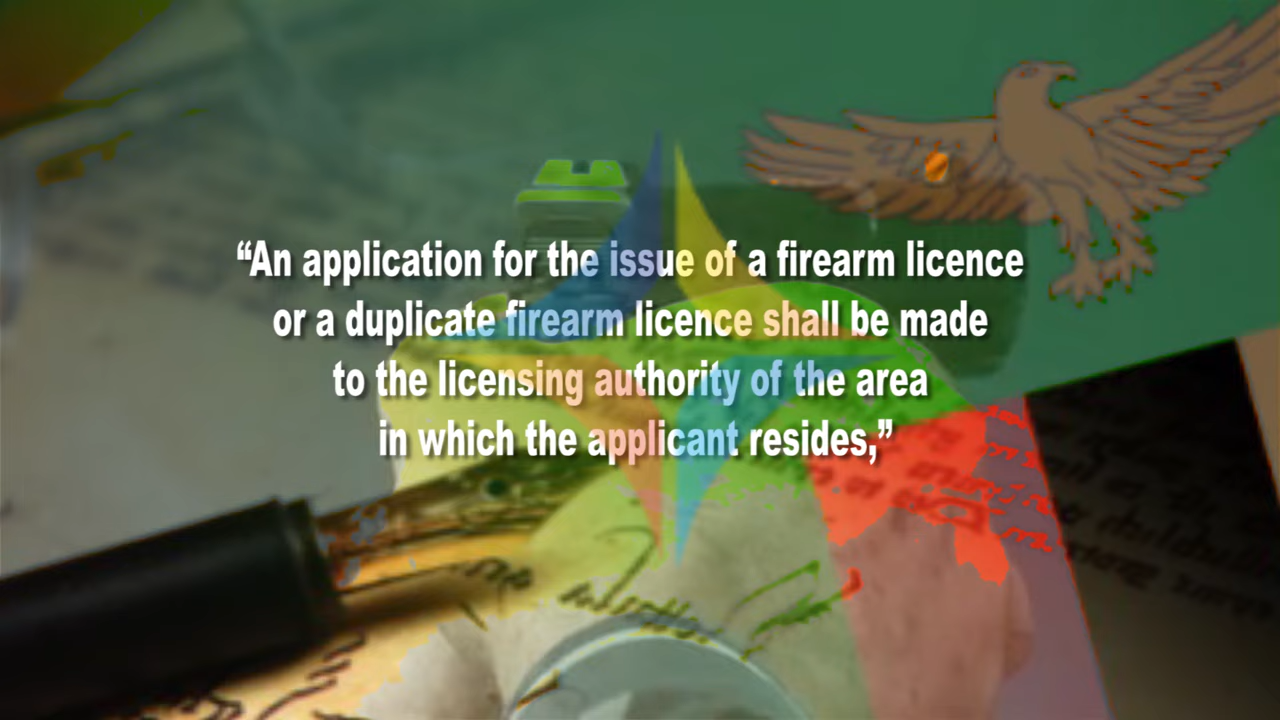 “An application for the issue of a firearm licence
or a duplicate firearm licence shall be made
to the licensing authority of the area
in which the applicant resides,”